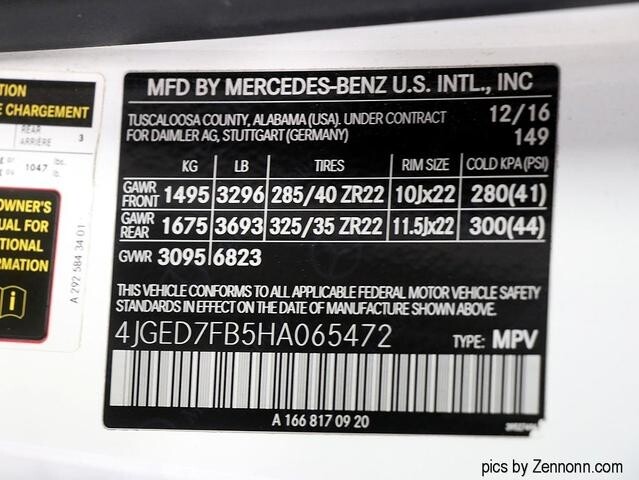 TION
E CHARGEMENT
REAR
ARRIÈRE 3
or 1047 lbs.
OWNER'S
UAL FOR
TIONAL
RMATION
A 292 584 34 01
MFD BY MERCEDES-BENZ U.S. INTL., INC
TUSCALOOSA COUNTY, ALABAMA (USA). UNDER CONTRACT 12/16
FOR DAIMLER AG, STUTTGART (GERMANY) 149
KG LB TIRES RIM SIZE COLD KPA (PSI)
GAWR FRONT 1495 3296 285/40 ZR22 10Jx22 280(41)
GAWR REAR 1675 3693 325/35 ZR22 11.5Jx22 300(44)
GVWR 3095 6823
THIS VEHICLE CONFORMS TO ALL APPLICABLE FEDERAL MOTOR VEHICLE SAFETY
STANDARDS IN EFFECT ON THE DATE OF MANUFACTURE SHOWN ABOVE.
4JGED7FB5HA065472 TYPE: MPV
A 166 817 09 20
pics by Zennonn.com